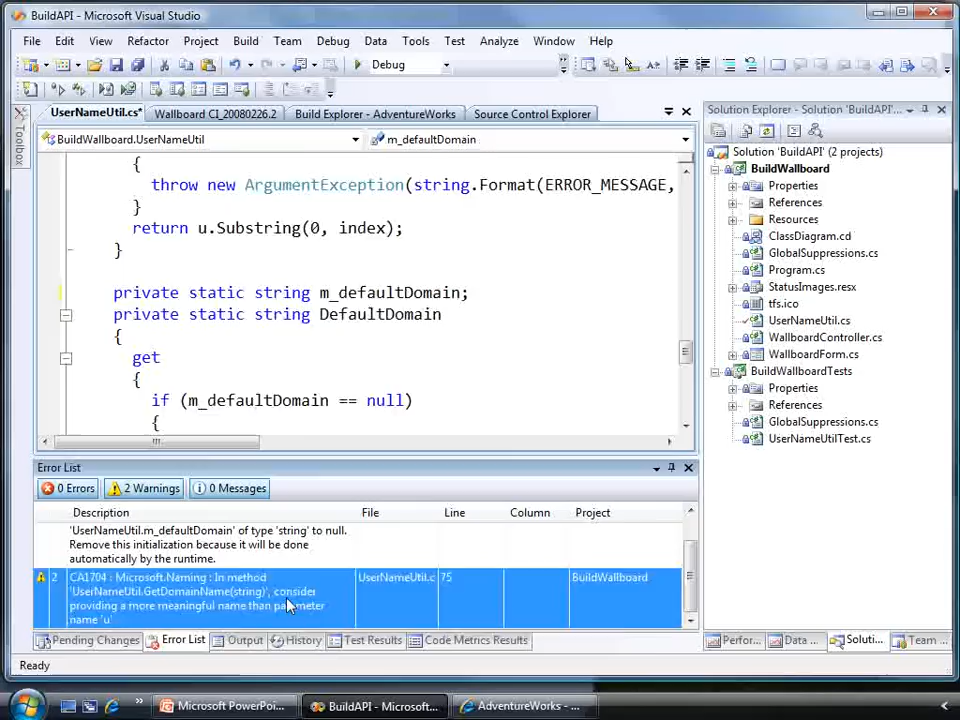 BuildAPI - Microsoft Visual Studio
File Edit View Refactor Project Build Team Debug Data Tools Test Analyze Window Help
Debug
UserNameUtil.cs* Wallboard CI_20080226.2 Build Explorer - AdventureWorks Source Control Explorer
BuildWallboard.UserNameUtil m_defaultDomain
Toolbox
{
throw new ArgumentException(string.Format(ERROR_MESSAGE,
}
return u.Substring(0, index);
}
private static string m_defaultDomain;
private static string DefaultDomain
{
get
{
if (m_defaultDomain == null)
{
Solution Explorer - Solution 'BuildAPI'...
Solution 'BuildAPI' (2 projects)
BuildWallboard
Properties
References
Resources
ClassDiagram.cd
GlobalSuppressions.cs
Program.cs
StatusImages.resx
tfs.ico
UserNameUtil.cs
WallboardController.cs
WallboardForm.cs
BuildWallboardTests
Properties
References
GlobalSuppressions.cs
UserNameUtilTest.cs
Error List
0 Errors 2 Warnings 0 Messages
Description File Line Column Project
'UserNameUtil.m_defaultDomain' of type 'string' to null.
Remove this initialization because it will be done
automatically by the runtime.
2 CA1704 : Microsoft.Naming : In method UserNameUtil.c 75 BuildWallboard
'UserNameUtil.GetDomainName(string)', consider
providing a more meaningful name than parameter
name 'u'
Pending Changes Error List Output History Test Results Code Metrics Results Perfor... Data ... Soluti... Team ...
Ready
Microsoft PowerPoi... BuildAPI - Microsoft... AdventureWorks - ...